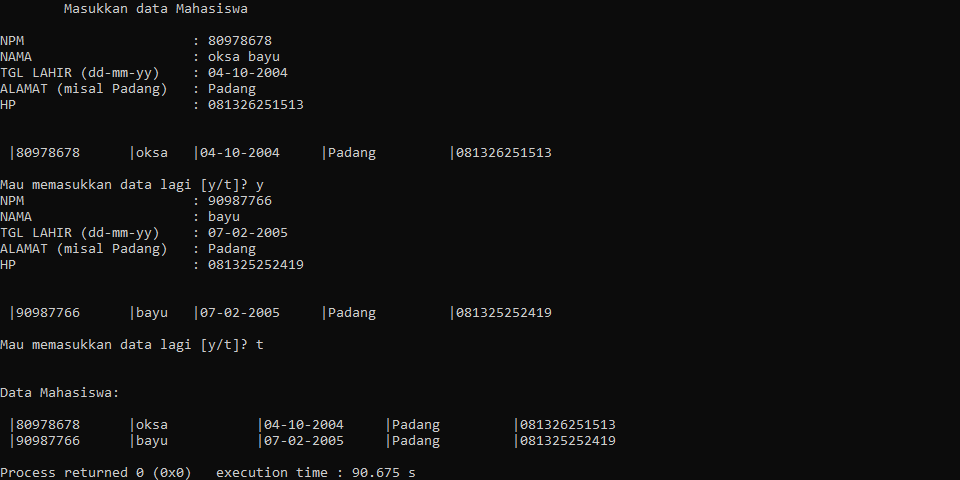 Masukkan data Mahasiswa
NPM : 80978678
NAMA : oksa bayu
TGL LAHIR (dd-mm-yy) : 04-10-2004
ALAMAT (misal Padang) : Padang
HP : 081326251513
|80978678 |oksa |04-10-2004 |Padang |081326251513
Mau memasukkan data lagi [y/t]? y
NPM : 90987766
NAMA : bayu
TGL LAHIR (dd-mm-yy) : 07-02-2005
ALAMAT (misal Padang) : Padang
HP : 081325252419
|90987766 |bayu |07-02-2005 |Padang |081325252419
Mau memasukkan data lagi [y/t]? t
Data Mahasiswa:
|80978678 |oksa |04-10-2004 |Padang |081326251513
|90987766 |bayu |07-02-2005 |Padang |081325252419
Process returned 0 (0x0) execution time : 90.675 s